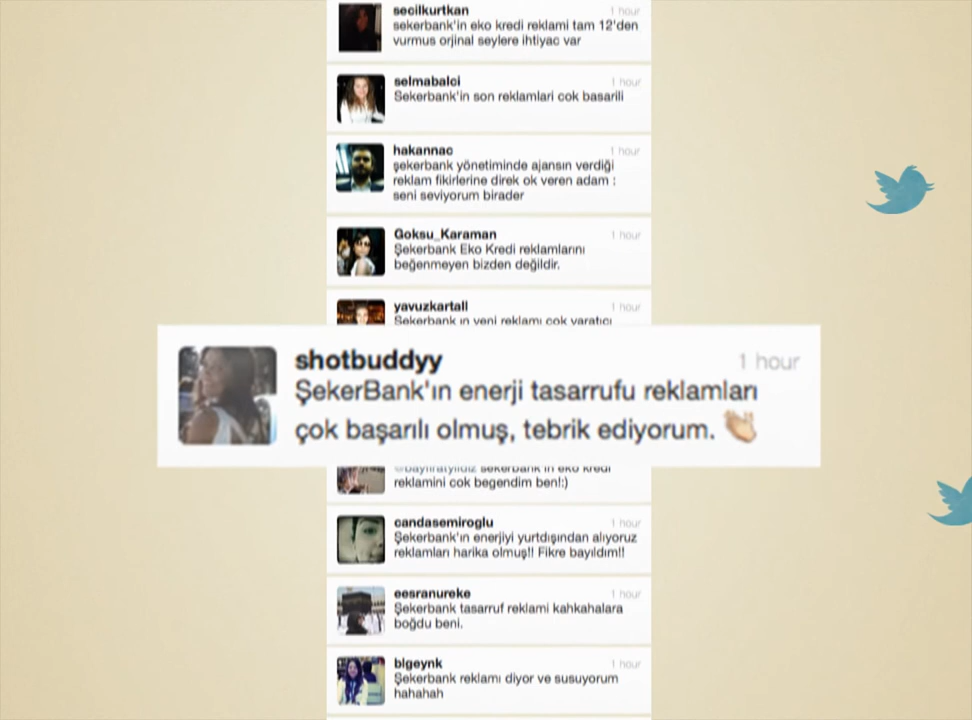 secilkurtkan 1 hour
sekerbank'in eko kredi reklami tam 12'den
vurmus orjinal seylere ihtiyac var
selmabalci 1 hour
Sekerbank'in son reklamlari cok basarili
hakannac 1 hour
şekerbank yönetiminde ajansın verdiği
reklam fikirlerine direk ok veren adam :
seni seviyorum birader
Goksu_Karaman 1 hour
Şekerbank Eko Kredi reklamlarını
beğenmeyen bizden değildir.
yavuzkartall 1 hour
Sekerbank ın yeni reklamı cok yaratıcı
shotbuddyy 1 hour
ŞekerBank'ın enerji tasarrufu reklamları
çok başarılı olmuş, tebrik ediyorum. 👏
sekerbank in eko kredi
reklamini cok begendim ben!:)
candasemiroglu 1 hour
Şekerbank'ın enerjiyi yurtdışından alıyoruz
reklamları harika olmuş!! Fikre bayıldım!!
eesranureke 1 hour
Şekerbank tasarruf reklami kahkahalara
boğdu beni.
blgeynk 1 hour
Şekerbank reklamı diyor ve susuyorum
hahahah